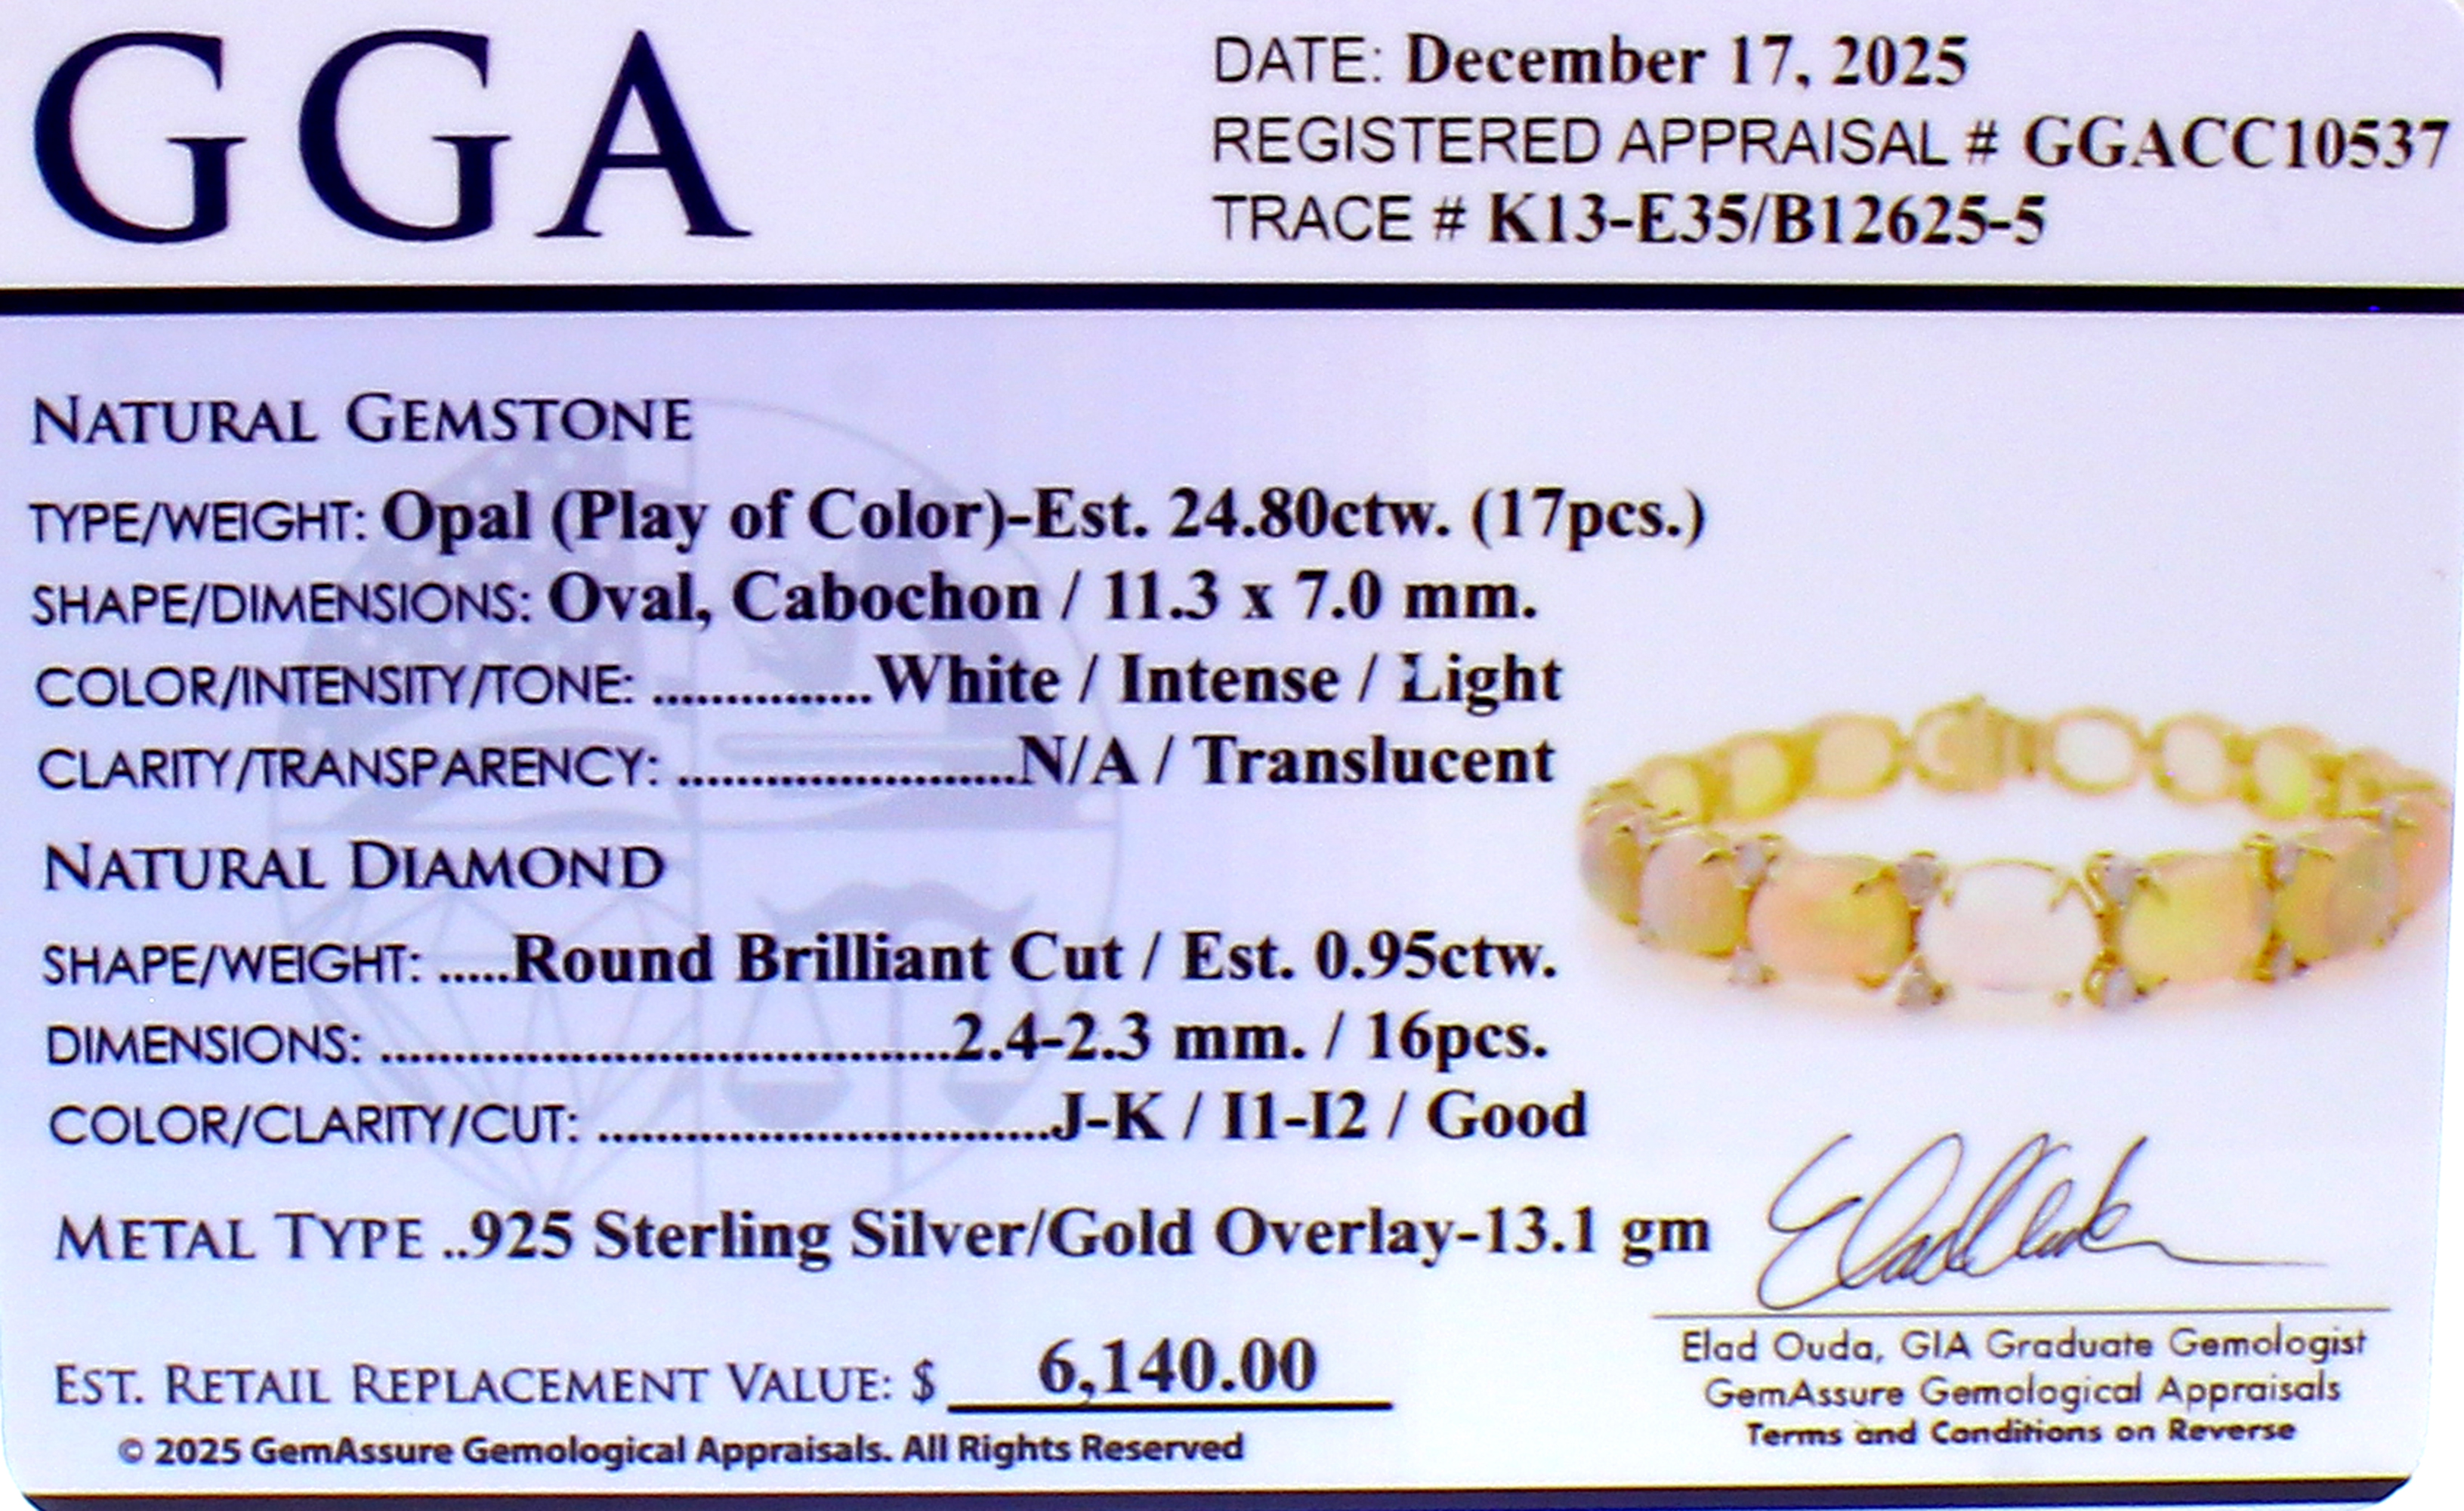 GGA
DATE: December 17, 2025
REGISTERED APPRAISAL # GGACC10537
TRACE # K13-E35/B12625-5
NATURAL GEMSTONE
TYPE/WEIGHT: Opal (Play of Color)-Est. 24.80ctw. (17pcs.)
SHAPE/DIMENSIONS: Oval, Cabochon / 11.3 x 7.0 mm.
COLOR/INTENSITY/TONE: ...............White / Intense / Light
CLARITY/TRANSPARENCY: .......................N/A / Translucent
NATURAL DIAMOND
SHAPE/WEIGHT: .....Round Brilliant Cut / Est. 0.95ctw.
DIMENSIONS: .......................................2.4-2.3 mm. / 16pcs.
COLOR/CLARITY/CUT: ...............................J-K / I1-I2 / Good
METAL TYPE ..925 Sterling Silver/Gold Overlay-13.1 gm
EST. RETAIL REPLACEMENT VALUE: $ 6,140.00
© 2025 GemAssure Gemological Appraisals. All Rights Reserved
Elad Ouda, GIA Graduate Gemologist
GemAssure Gemological Appraisals
Terms and Conditions on Reverse